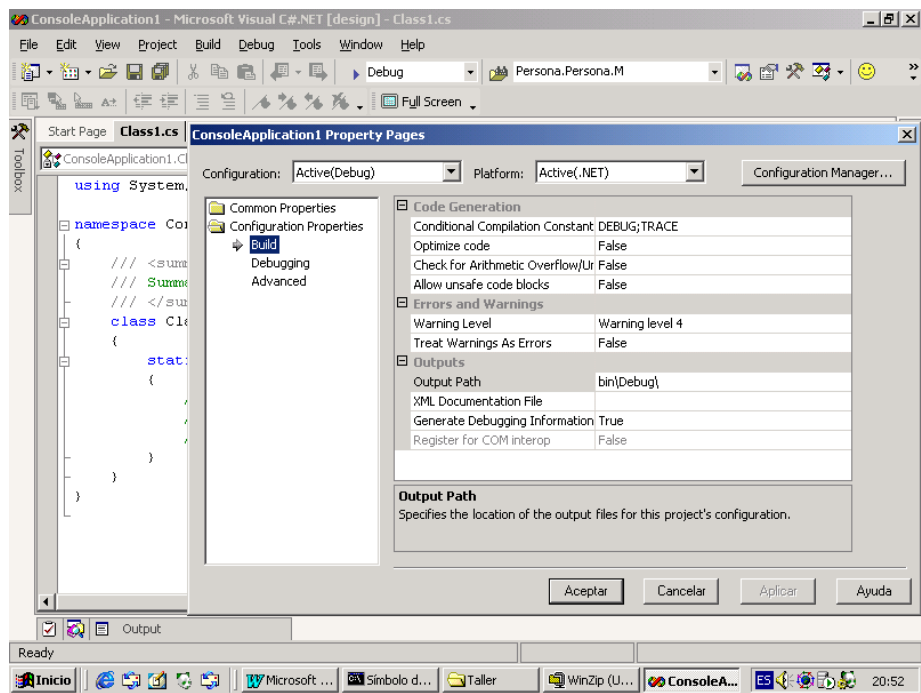 ConsoleApplication1 - Microsoft Visual C#.NET [design] - Class1.cs
File Edit View Project Build Debug Tools Window Help
Debug Persona.Persona.M
Full Screen
Start Page Class1.cs
ConsoleApplication1 Property Pages
Toolbox
ConsoleApplication1.Cl
Configuration: Active(Debug) Platform: Active(.NET) Configuration Manager...
using System
namespace Con
{
/// <summ
/// Summa
/// </sum
class Cla
{
stat
{
}
}
}
Common Properties
Configuration Properties
Build
Debugging
Advanced
Code Generation
Conditional Compilation Constant DEBUG;TRACE
Optimize code False
Check for Arithmetic Overflow/Ur False
Allow unsafe code blocks False
Errors and Warnings
Warning Level Warning level 4
Treat Warnings As Errors False
Outputs
Output Path bin\Debug\
XML Documentation File
Generate Debugging Information True
Register for COM interop False
Output Path
Specifies the location of the output files for this project's configuration.
Aceptar Cancelar Aplicar Ayuda
Output
Ready
Inicio Microsoft ... Símbolo d... Taller WinZip (U... ConsoleA... ES 20:52